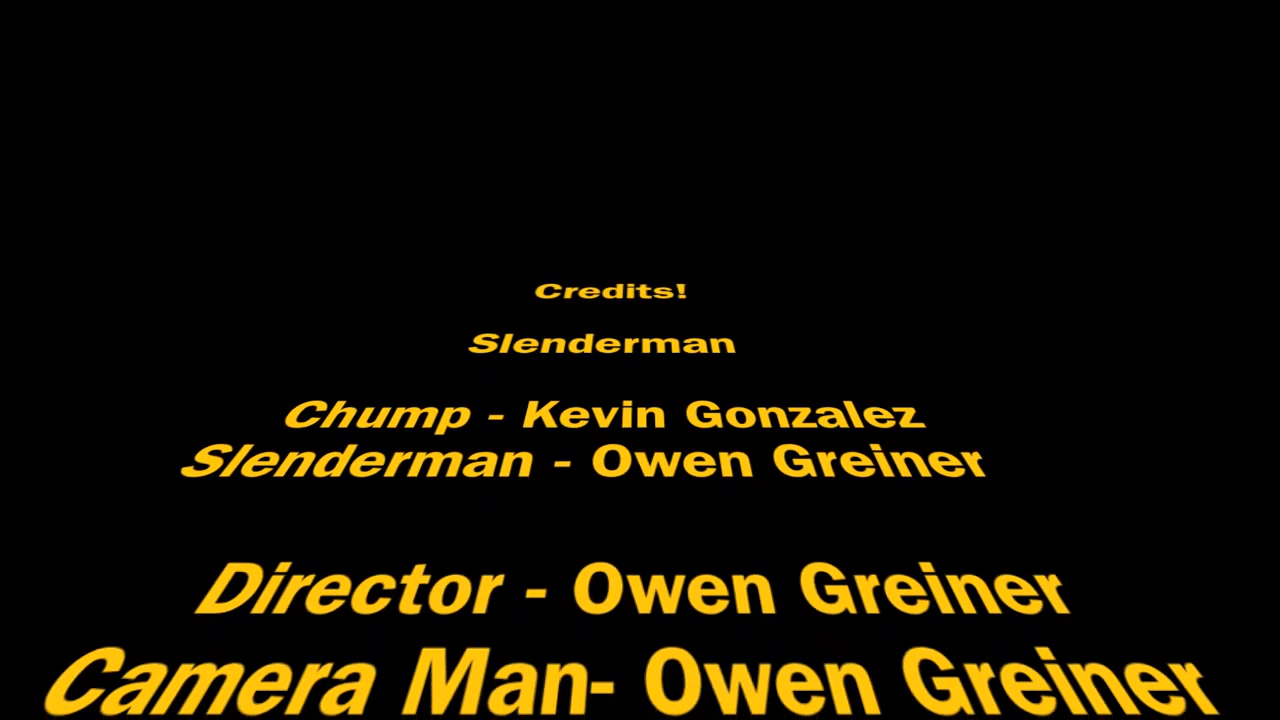 Credits!
Slenderman
Chump - Kevin Gonzalez
Slenderman - Owen Greiner
Director - Owen Greiner
Camera Man- Owen Greiner